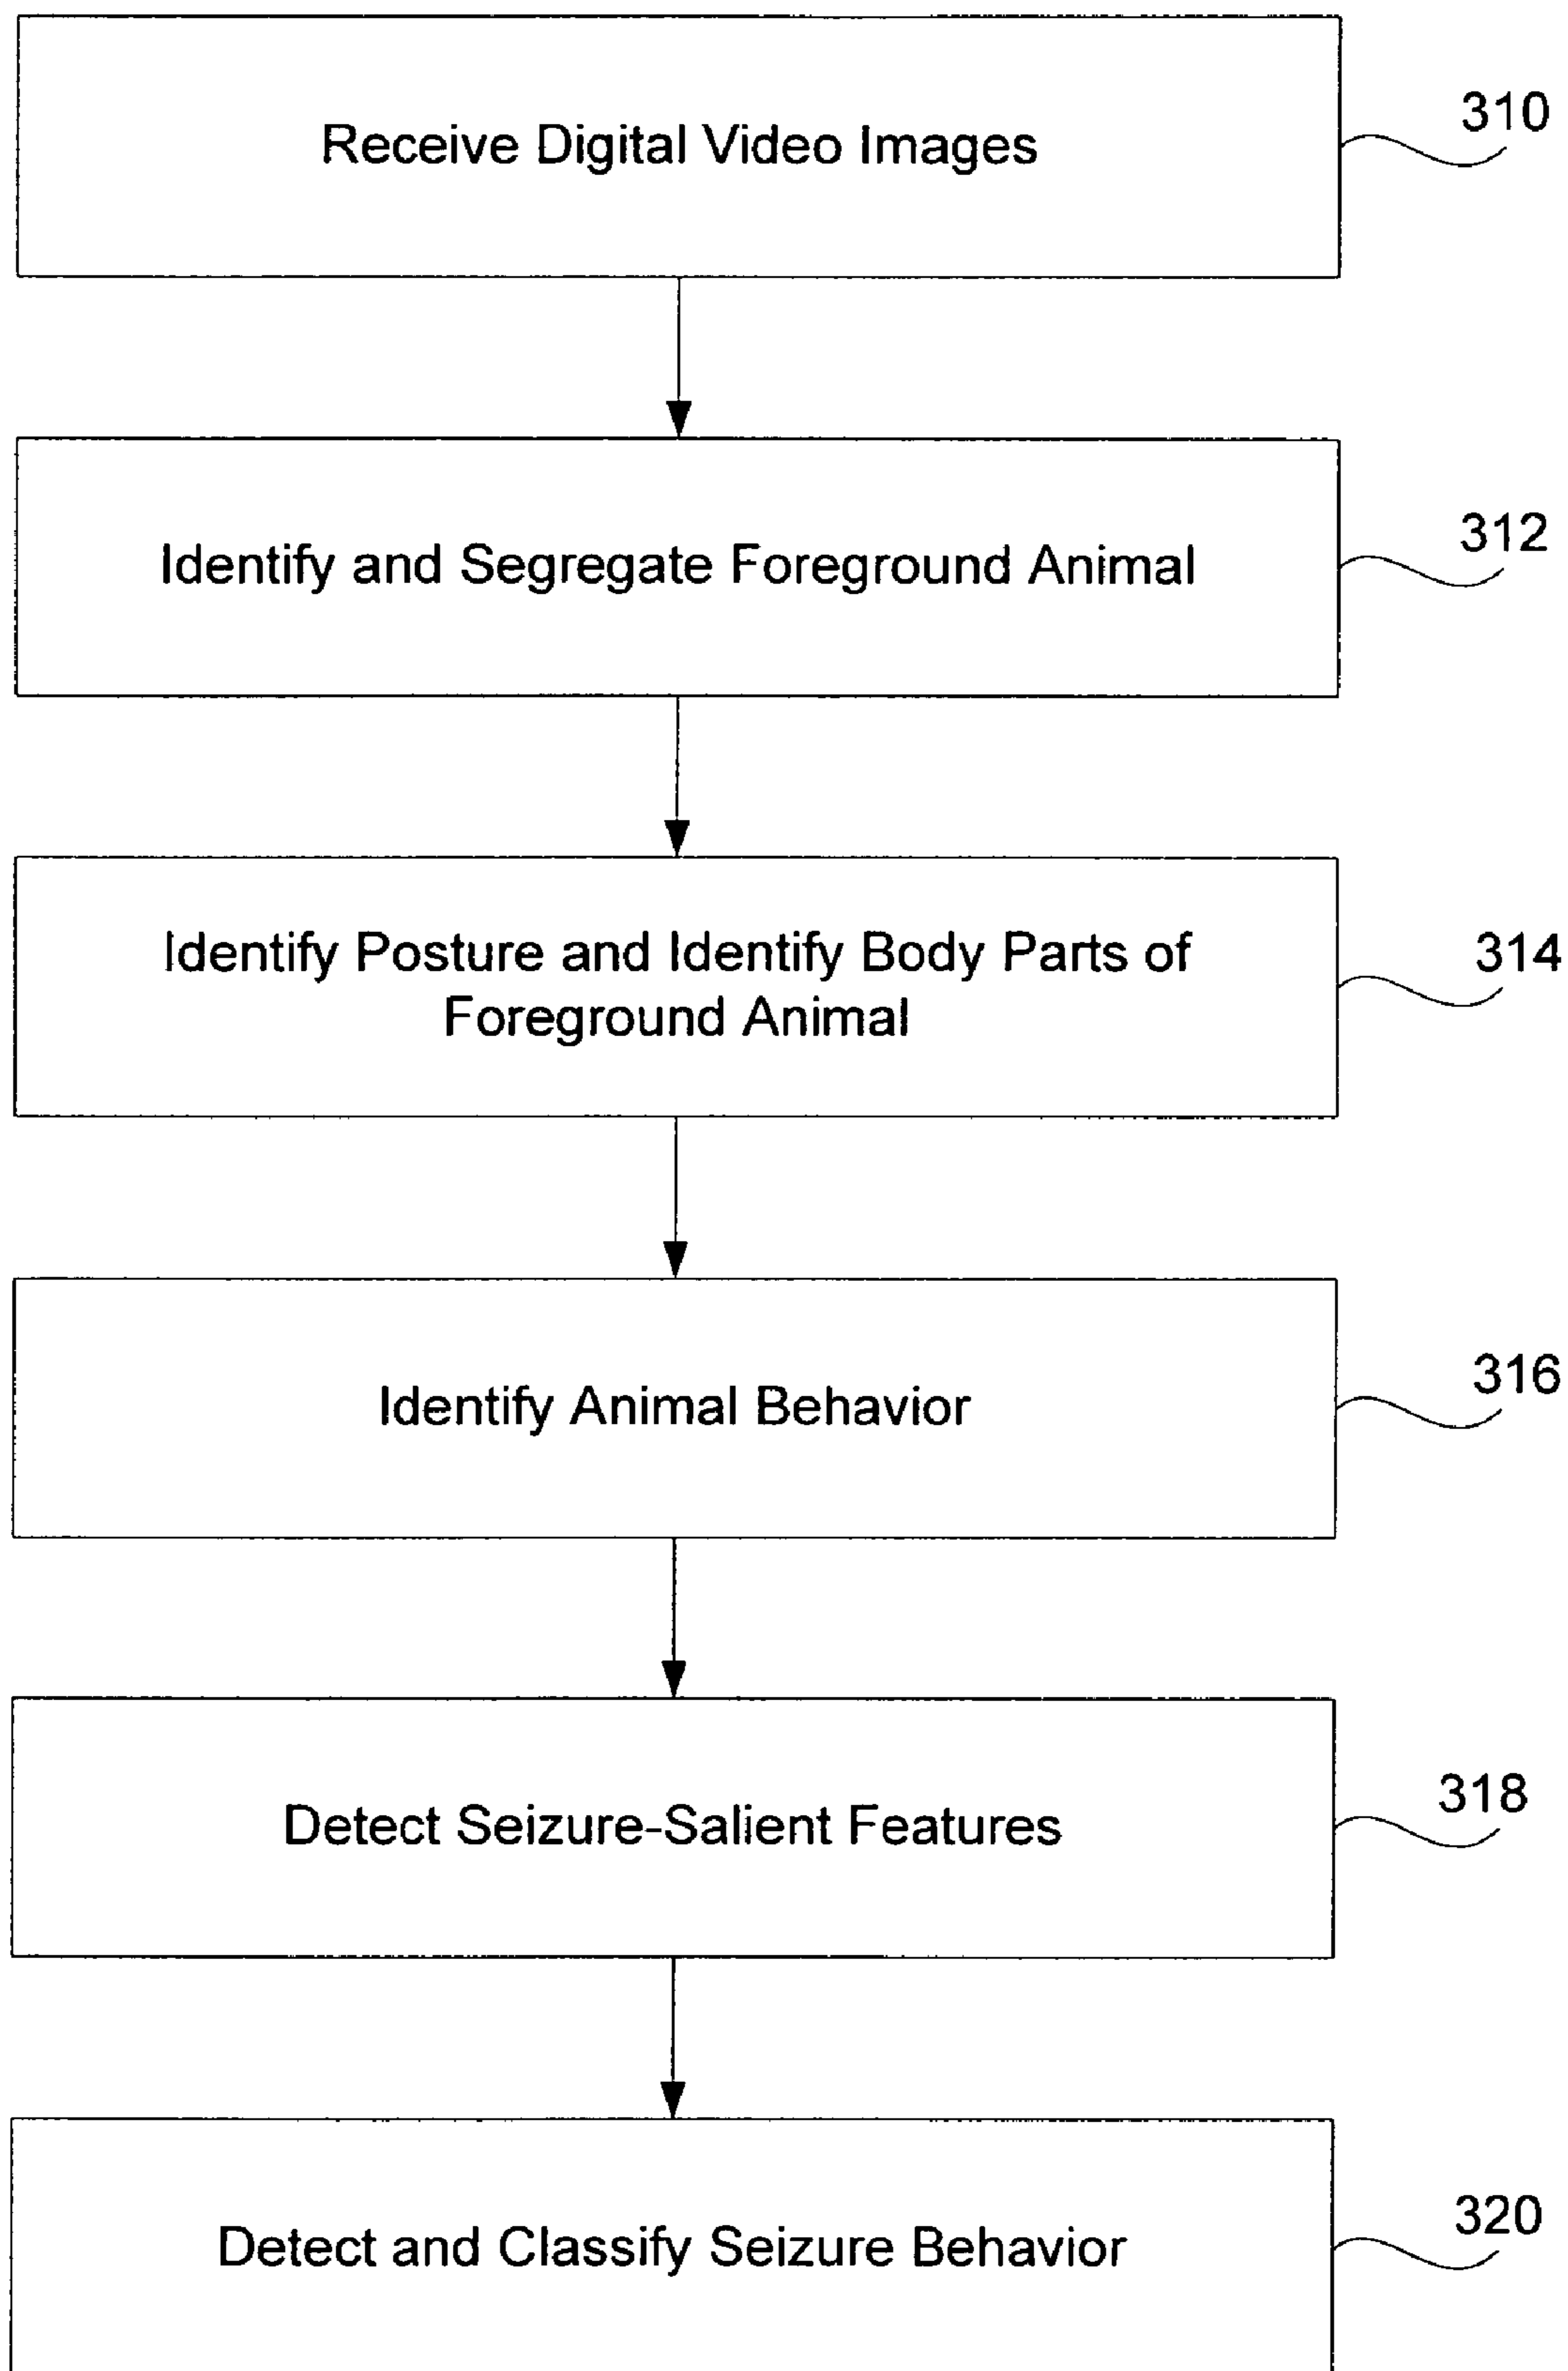 Receive Digital Video Images
310
Identify and Segregate Foreground Animal
312
Identify Posture and Identify Body Parts of
Foreground Animal
314
Identify Animal Behavior
316
Detect Seizure-Salient Features
318
Detect and Classify Seizure Behavior
320